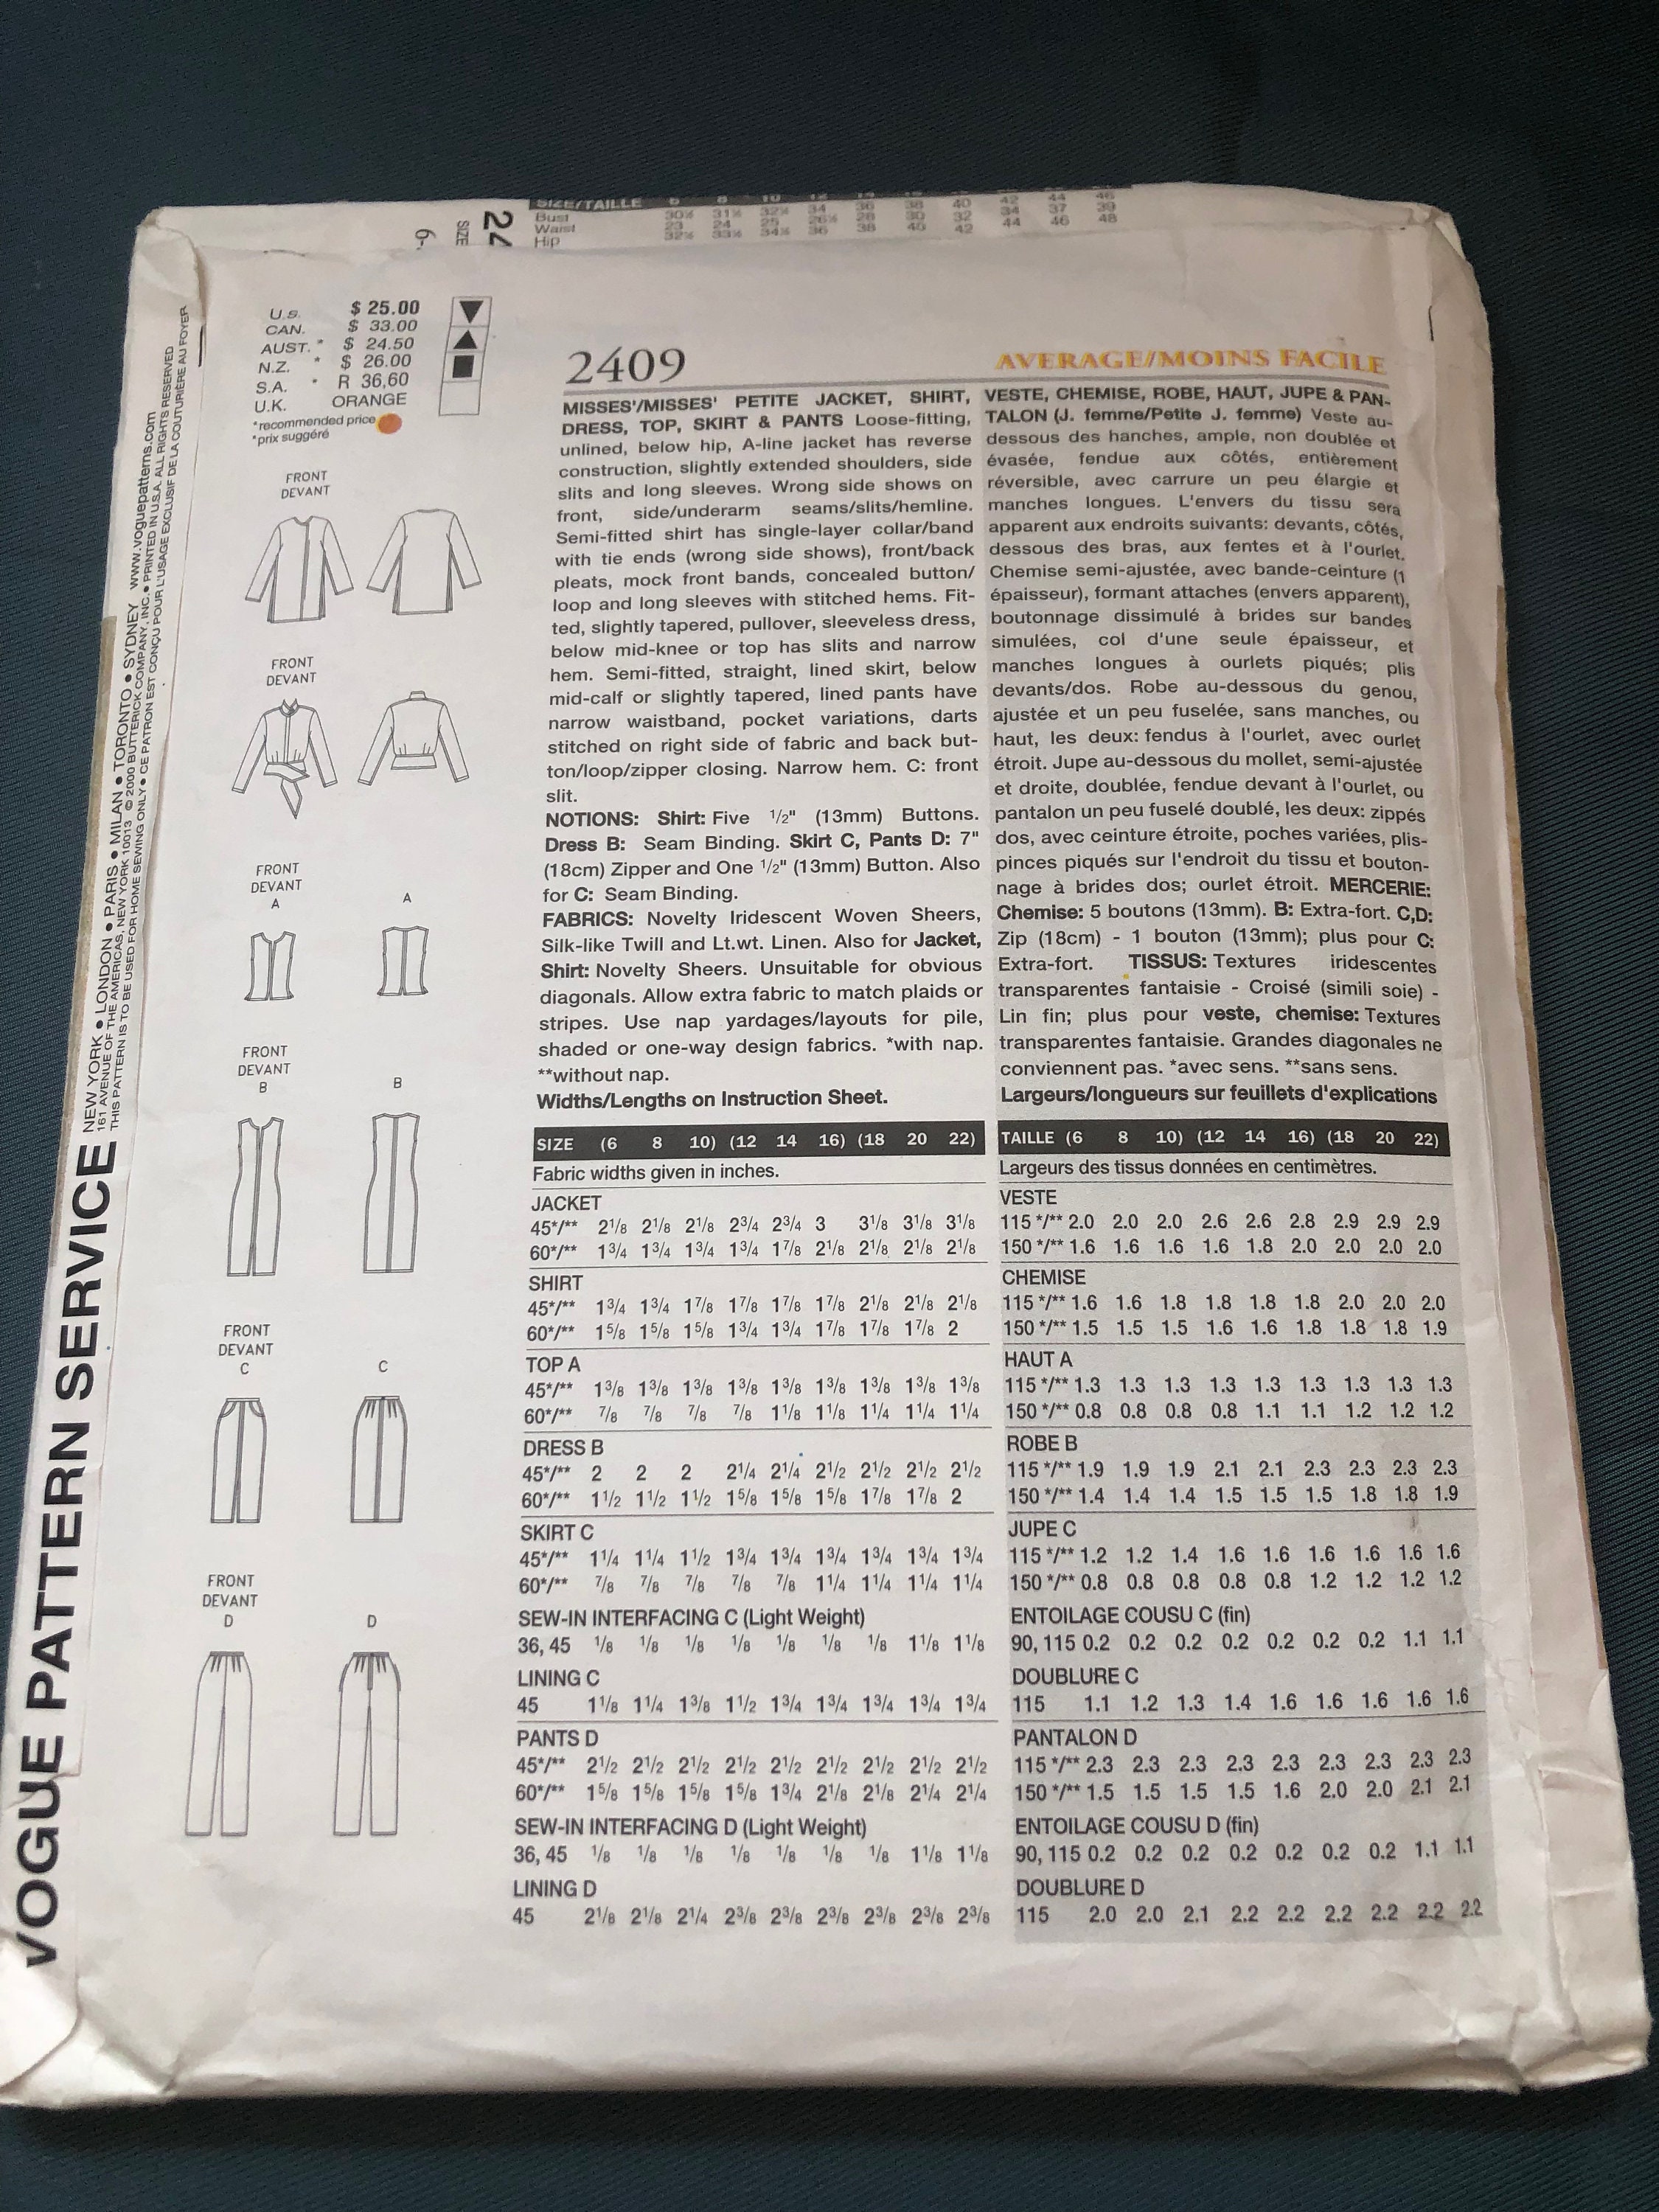 SIZE/TAILLE 6 8 10 12 14 16 18 20 22
Bust 30½ 31½ 32½ 34 36 38 40 42 44 46
Waist 23 24 25 26½ 28 30 32 34 37 39
Hip 32½ 33½ 34½ 36 38 40 42 44 46 48
SIZE
6-
24
U.S. $ 25.00
CAN. $ 33.00
AUST. * $ 24.50
N.Z. * $ 26.00
S.A. * R 36,60
U.K. ORANGE
*recommended price
*prix suggéré
FRONT
DEVANT
FRONT
DEVANT
FRONT
DEVANT
A
A
FRONT
DEVANT
B
B
FRONT
DEVANT
C
C
FRONT
DEVANT
D
D
VOGUE PATTERN SERVICE
NEW YORK • LONDON • PARIS • MILAN • TORONTO • SYDNEY www.voguepatterns.com
161 AVENUE OF THE AMERICAS, NEW YORK 10013 © 2000 BUTTERICK COMPANY, INC. • PRINTED IN U.S.A. ALL RIGHTS RESERVED
THIS PATTERN IS TO BE USED FOR HOME SEWING ONLY • CE PATRON EST CONÇU POUR L'USAGE EXCLUSIF DE LA COUTURIÈRE AU FOYER
2409
AVERAGE/MOINS FACILE
MISSES'/MISSES' PETITE JACKET, SHIRT,
DRESS, TOP, SKIRT & PANTS Loose-fitting,
unlined, below hip, A-line jacket has reverse
construction, slightly extended shoulders, side
slits and long sleeves. Wrong side shows on
front, side/underarm seams/slits/hemline.
Semi-fitted shirt has single-layer collar/band
with tie ends (wrong side shows), front/back
pleats, mock front bands, concealed button/
loop and long sleeves with stitched hems. Fit-
ted, slightly tapered, pullover, sleeveless dress,
below mid-knee or top has slits and narrow
hem. Semi-fitted, straight, lined skirt, below
mid-calf or slightly tapered, lined pants have
narrow waistband, pocket variations, darts
stitched on right side of fabric and back but-
ton/loop/zipper closing. Narrow hem. C: front
slit.
NOTIONS: Shirt: Five 1/2" (13mm) Buttons.
Dress B: Seam Binding. Skirt C, Pants D: 7"
(18cm) Zipper and One 1/2" (13mm) Button. Also
for C: Seam Binding.
FABRICS: Novelty Iridescent Woven Sheers,
Silk-like Twill and Lt.wt. Linen. Also for Jacket,
Shirt: Novelty Sheers. Unsuitable for obvious
diagonals. Allow extra fabric to match plaids or
stripes. Use nap yardages/layouts for pile,
shaded or one-way design fabrics. *with nap.
**without nap.
Widths/Lengths on Instruction Sheet.
VESTE, CHEMISE, ROBE, HAUT, JUPE & PAN-
TALON (J. femme/Petite J. femme) Veste au-
dessous des hanches, ample, non doublée et
évasée, fendue aux côtés, entièrement
réversible, avec carrure un peu élargie et
manches longues. L'envers du tissu sera
apparent aux endroits suivants: devants, côtés,
dessous des bras, aux fentes et à l'ourlet.
Chemise semi-ajustée, avec bande-ceinture (1
épaisseur), formant attaches (envers apparent),
boutonnage dissimulé à brides sur bandes
simulées, col d'une seule épaisseur, et
manches longues à ourlets piqués; plis
devants/dos. Robe au-dessous du genou,
ajustée et un peu fuselée, sans manches, ou
haut, les deux: fendus à l'ourlet, avec ourlet
étroit. Jupe au-dessous du mollet, semi-ajustée
et droite, doublée, fendue devant à l'ourlet, ou
pantalon un peu fuselé doublé, les deux: zippés
dos, avec ceinture étroite, poches variées, plis-
pinces piqués sur l'endroit du tissu et bouton-
nage à brides dos; ourlet étroit. MERCERIE:
Chemise: 5 boutons (13mm). B: Extra-fort. C,D:
Zip (18cm) - 1 bouton (13mm); plus pour C:
Extra-fort. TISSUS: Textures iridescentes
transparentes fantaisie - Croisé (simili soie) -
Lin fin; plus pour veste, chemise: Textures
transparentes fantaisie. Grandes diagonales ne
conviennent pas. *avec sens. **sans sens.
Largeurs/longueurs sur feuillets d'explications
SIZE (6 8 10) (12 14 16) (18 20 22)
Fabric widths given in inches.
JACKET
45*/** 2 1/8 2 1/8 2 1/8 2 3/4 2 3/4 3 3 1/8 3 1/8 3 1/8
60*/** 1 3/4 1 3/4 1 3/4 1 3/4 1 7/8 2 1/8 2 1/8 2 1/8 2 1/8
SHIRT
45*/** 1 3/4 1 3/4 1 7/8 1 7/8 1 7/8 1 7/8 2 1/8 2 1/8 2 1/8
60*/** 1 5/8 1 5/8 1 5/8 1 3/4 1 3/4 1 7/8 1 7/8 1 7/8 2
TOP A
45*/** 1 3/8 1 3/8 1 3/8 1 3/8 1 3/8 1 3/8 1 3/8 1 3/8 1 3/8
60*/** 7/8 7/8 7/8 7/8 1 1/8 1 1/8 1 1/4 1 1/4 1 1/4
DRESS B
45*/** 2 2 2 2 1/4 2 1/4 2 1/2 2 1/2 2 1/2 2 1/2
60*/** 1 1/2 1 1/2 1 1/2 1 5/8 1 5/8 1 5/8 1 7/8 1 7/8 2
SKIRT C
45*/** 1 1/4 1 1/4 1 1/2 1 3/4 1 3/4 1 3/4 1 3/4 1 3/4 1 3/4
60*/** 7/8 7/8 7/8 7/8 7/8 1 1/4 1 1/4 1 1/4 1 1/4
SEW-IN INTERFACING C (Light Weight)
36, 45 1/8 1/8 1/8 1/8 1/8 1/8 1/8 1 1/8 1 1/8
LINING C
45 1 1/8 1 1/4 1 3/8 1 1/2 1 3/4 1 3/4 1 3/4 1 3/4 1 3/4
PANTS D
45*/** 2 1/2 2 1/2 2 1/2 2 1/2 2 1/2 2 1/2 2 1/2 2 1/2 2 1/2
60*/** 1 5/8 1 5/8 1 5/8 1 5/8 1 3/4 2 1/8 2 1/8 2 1/4 2 1/4
SEW-IN INTERFACING D (Light Weight)
36, 45 1/8 1/8 1/8 1/8 1/8 1/8 1/8 1 1/8 1 1/8
LINING D
45 2 1/8 2 1/8 2 1/4 2 3/8 2 3/8 2 3/8 2 3/8 2 3/8 2 3/8
TAILLE (6 8 10) (12 14 16) (18 20 22)
Largeurs des tissus données en centimètres.
VESTE
115 */** 2.0 2.0 2.0 2.6 2.6 2.8 2.9 2.9 2.9
150 */** 1.6 1.6 1.6 1.6 1.8 2.0 2.0 2.0 2.0
CHEMISE
115 */** 1.6 1.6 1.8 1.8 1.8 1.8 2.0 2.0 2.0
150 */** 1.5 1.5 1.5 1.6 1.6 1.8 1.8 1.8 1.9
HAUT A
115 */** 1.3 1.3 1.3 1.3 1.3 1.3 1.3 1.3 1.3
150 */** 0.8 0.8 0.8 0.8 1.1 1.1 1.2 1.2 1.2
ROBE B
115 */** 1.9 1.9 1.9 2.1 2.1 2.3 2.3 2.3 2.3
150 */** 1.4 1.4 1.4 1.5 1.5 1.5 1.8 1.8 1.9
JUPE C
115 */** 1.2 1.2 1.4 1.6 1.6 1.6 1.6 1.6 1.6
150 */** 0.8 0.8 0.8 0.8 0.8 1.2 1.2 1.2 1.2
ENTOILAGE COUSU C (fin)
90, 115 0.2 0.2 0.2 0.2 0.2 0.2 0.2 1.1 1.1
DOUBLURE C
115 1.1 1.2 1.3 1.4 1.6 1.6 1.6 1.6 1.6
PANTALON D
115 */** 2.3 2.3 2.3 2.3 2.3 2.3 2.3 2.3 2.3
150 */** 1.5 1.5 1.5 1.5 1.6 2.0 2.0 2.1 2.1
ENTOILAGE COUSU D (fin)
90, 115 0.2 0.2 0.2 0.2 0.2 0.2 0.2 1.1 1.1
DOUBLURE D
115 2.0 2.0 2.1 2.2 2.2 2.2 2.2 2.2 2.2